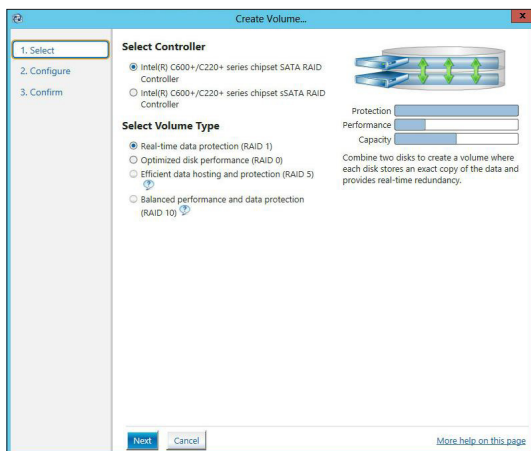 Create Volume...
x
1. Select
2. Configure
3. Confirm
Select Controller
Intel(R) C600+/C220+ series chipset SATA RAID
Controller
Intel(R) C600+/C220+ series chipset sSATA RAID
Controller
Select Volume Type
Real-time data protection (RAID 1)
Optimized disk performance (RAID 0)
Efficient data hosting and protection (RAID 5)
?
Balanced performance and data protection
(RAID 10) ?
Protection
Performance
Capacity
Combine two disks to create a volume where
each disk stores an exact copy of the data and
provides real-time redundancy.
Next
Cancel
More help on this page